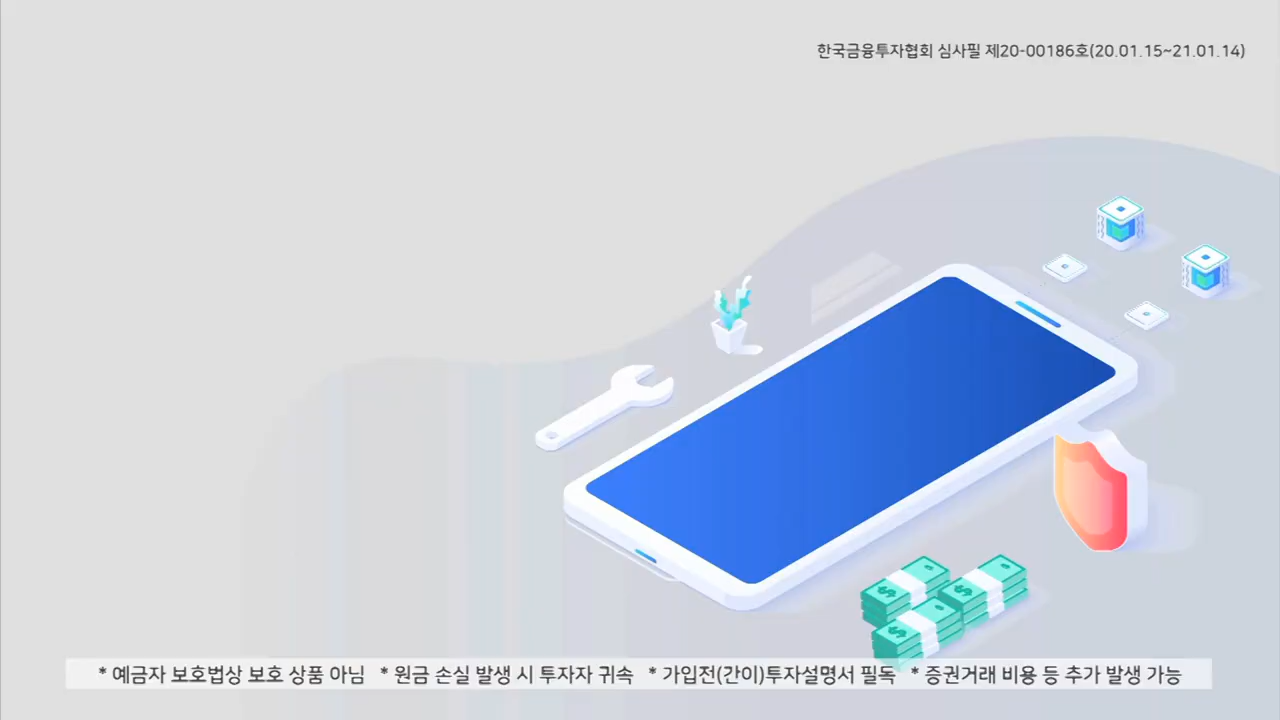 한국금융투자협회 심사필 제20-00186호(20.01.15~21.01.14)
* 예금자 보호법상 보호 상품 아님 * 원금 손실 발생 시 투자자 귀속 * 가입전(간이)투자설명서 필독 * 증권거래 비용 등 추가 발생 가능